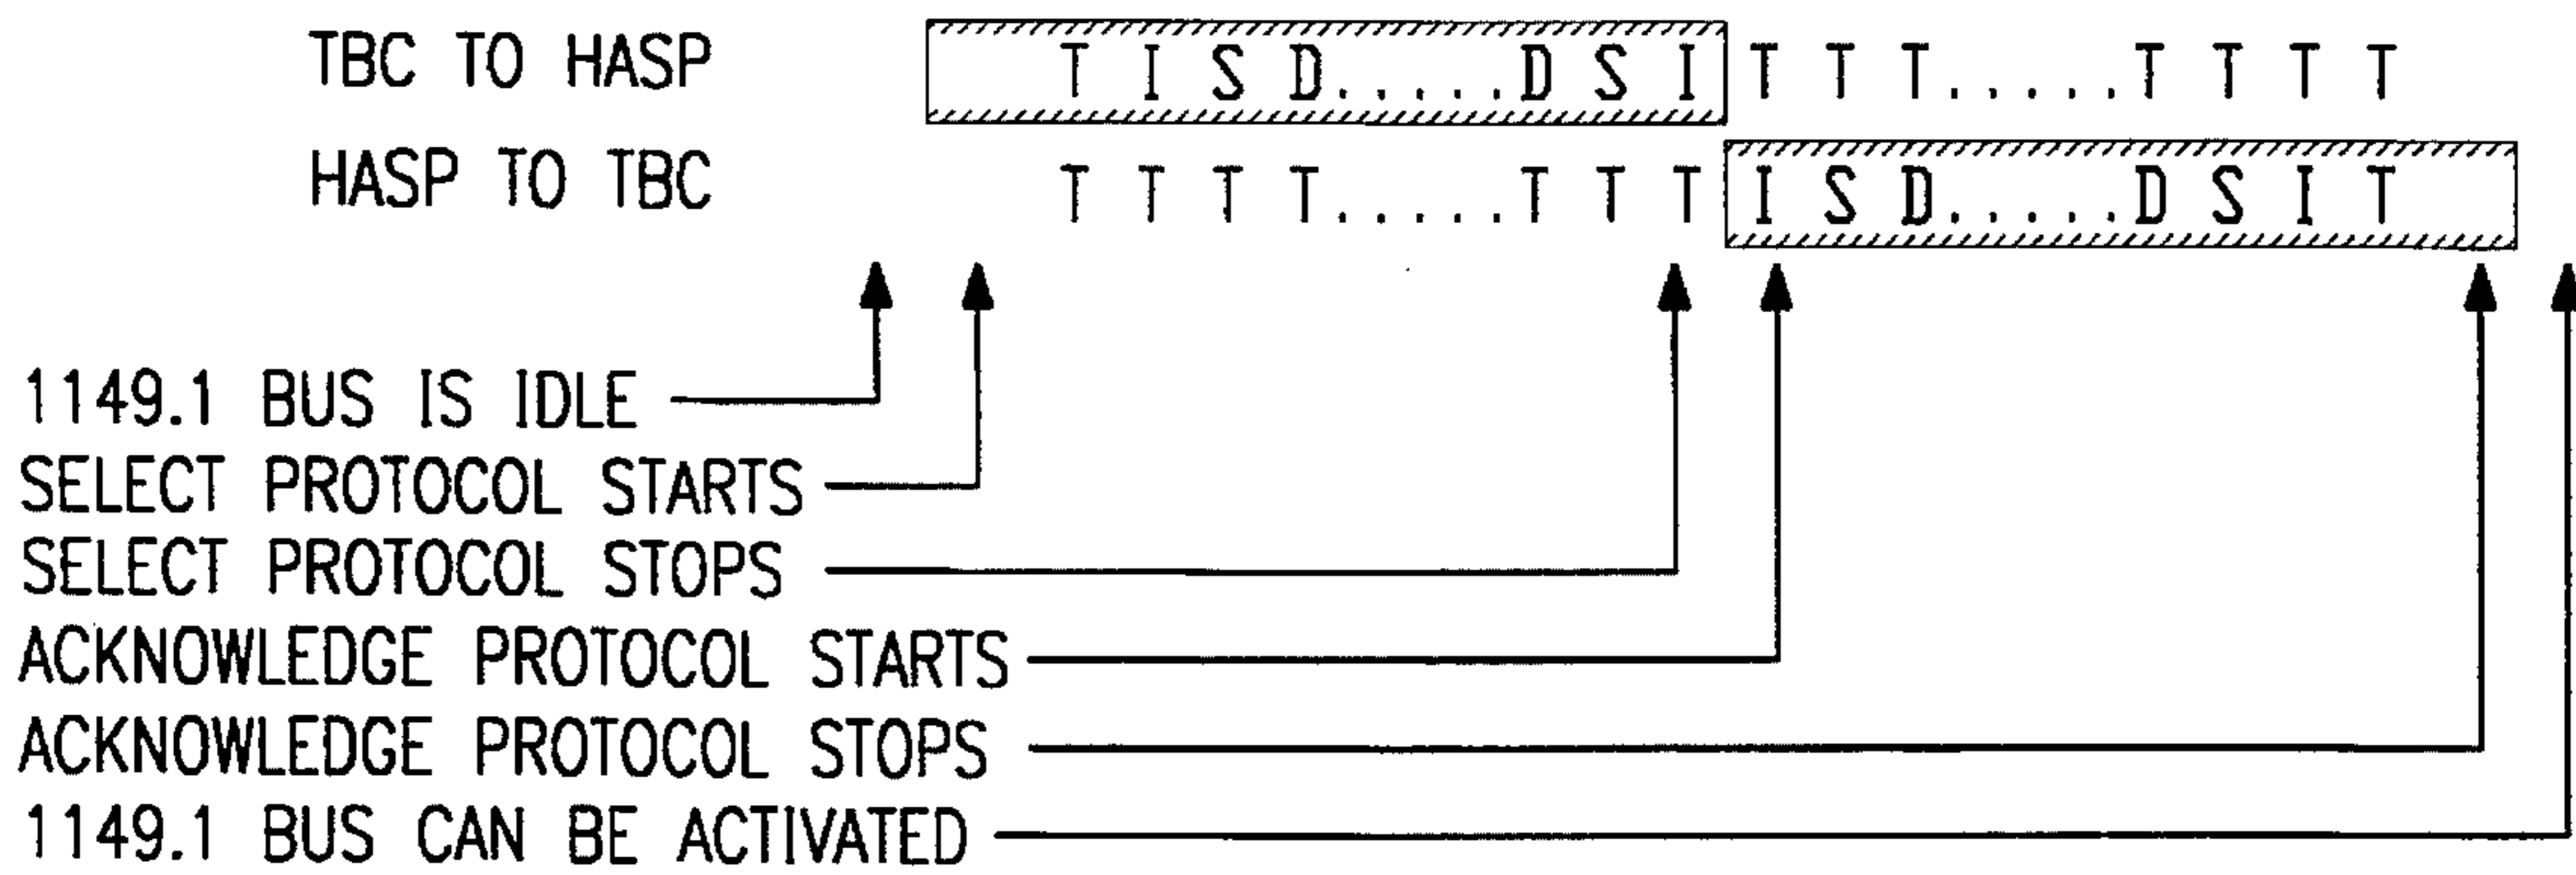 TBC TO HASP T I S D.....D S I T T T.....T T T T
HASP TO TBC T T T T.....T T T I S D.....D S I T
1149.1 BUS IS IDLE
SELECT PROTOCOL STARTS
SELECT PROTOCOL STOPS
ACKNOWLEDGE PROTOCOL STARTS
ACKNOWLEDGE PROTOCOL STOPS
1149.1 BUS CAN BE ACTIVATED